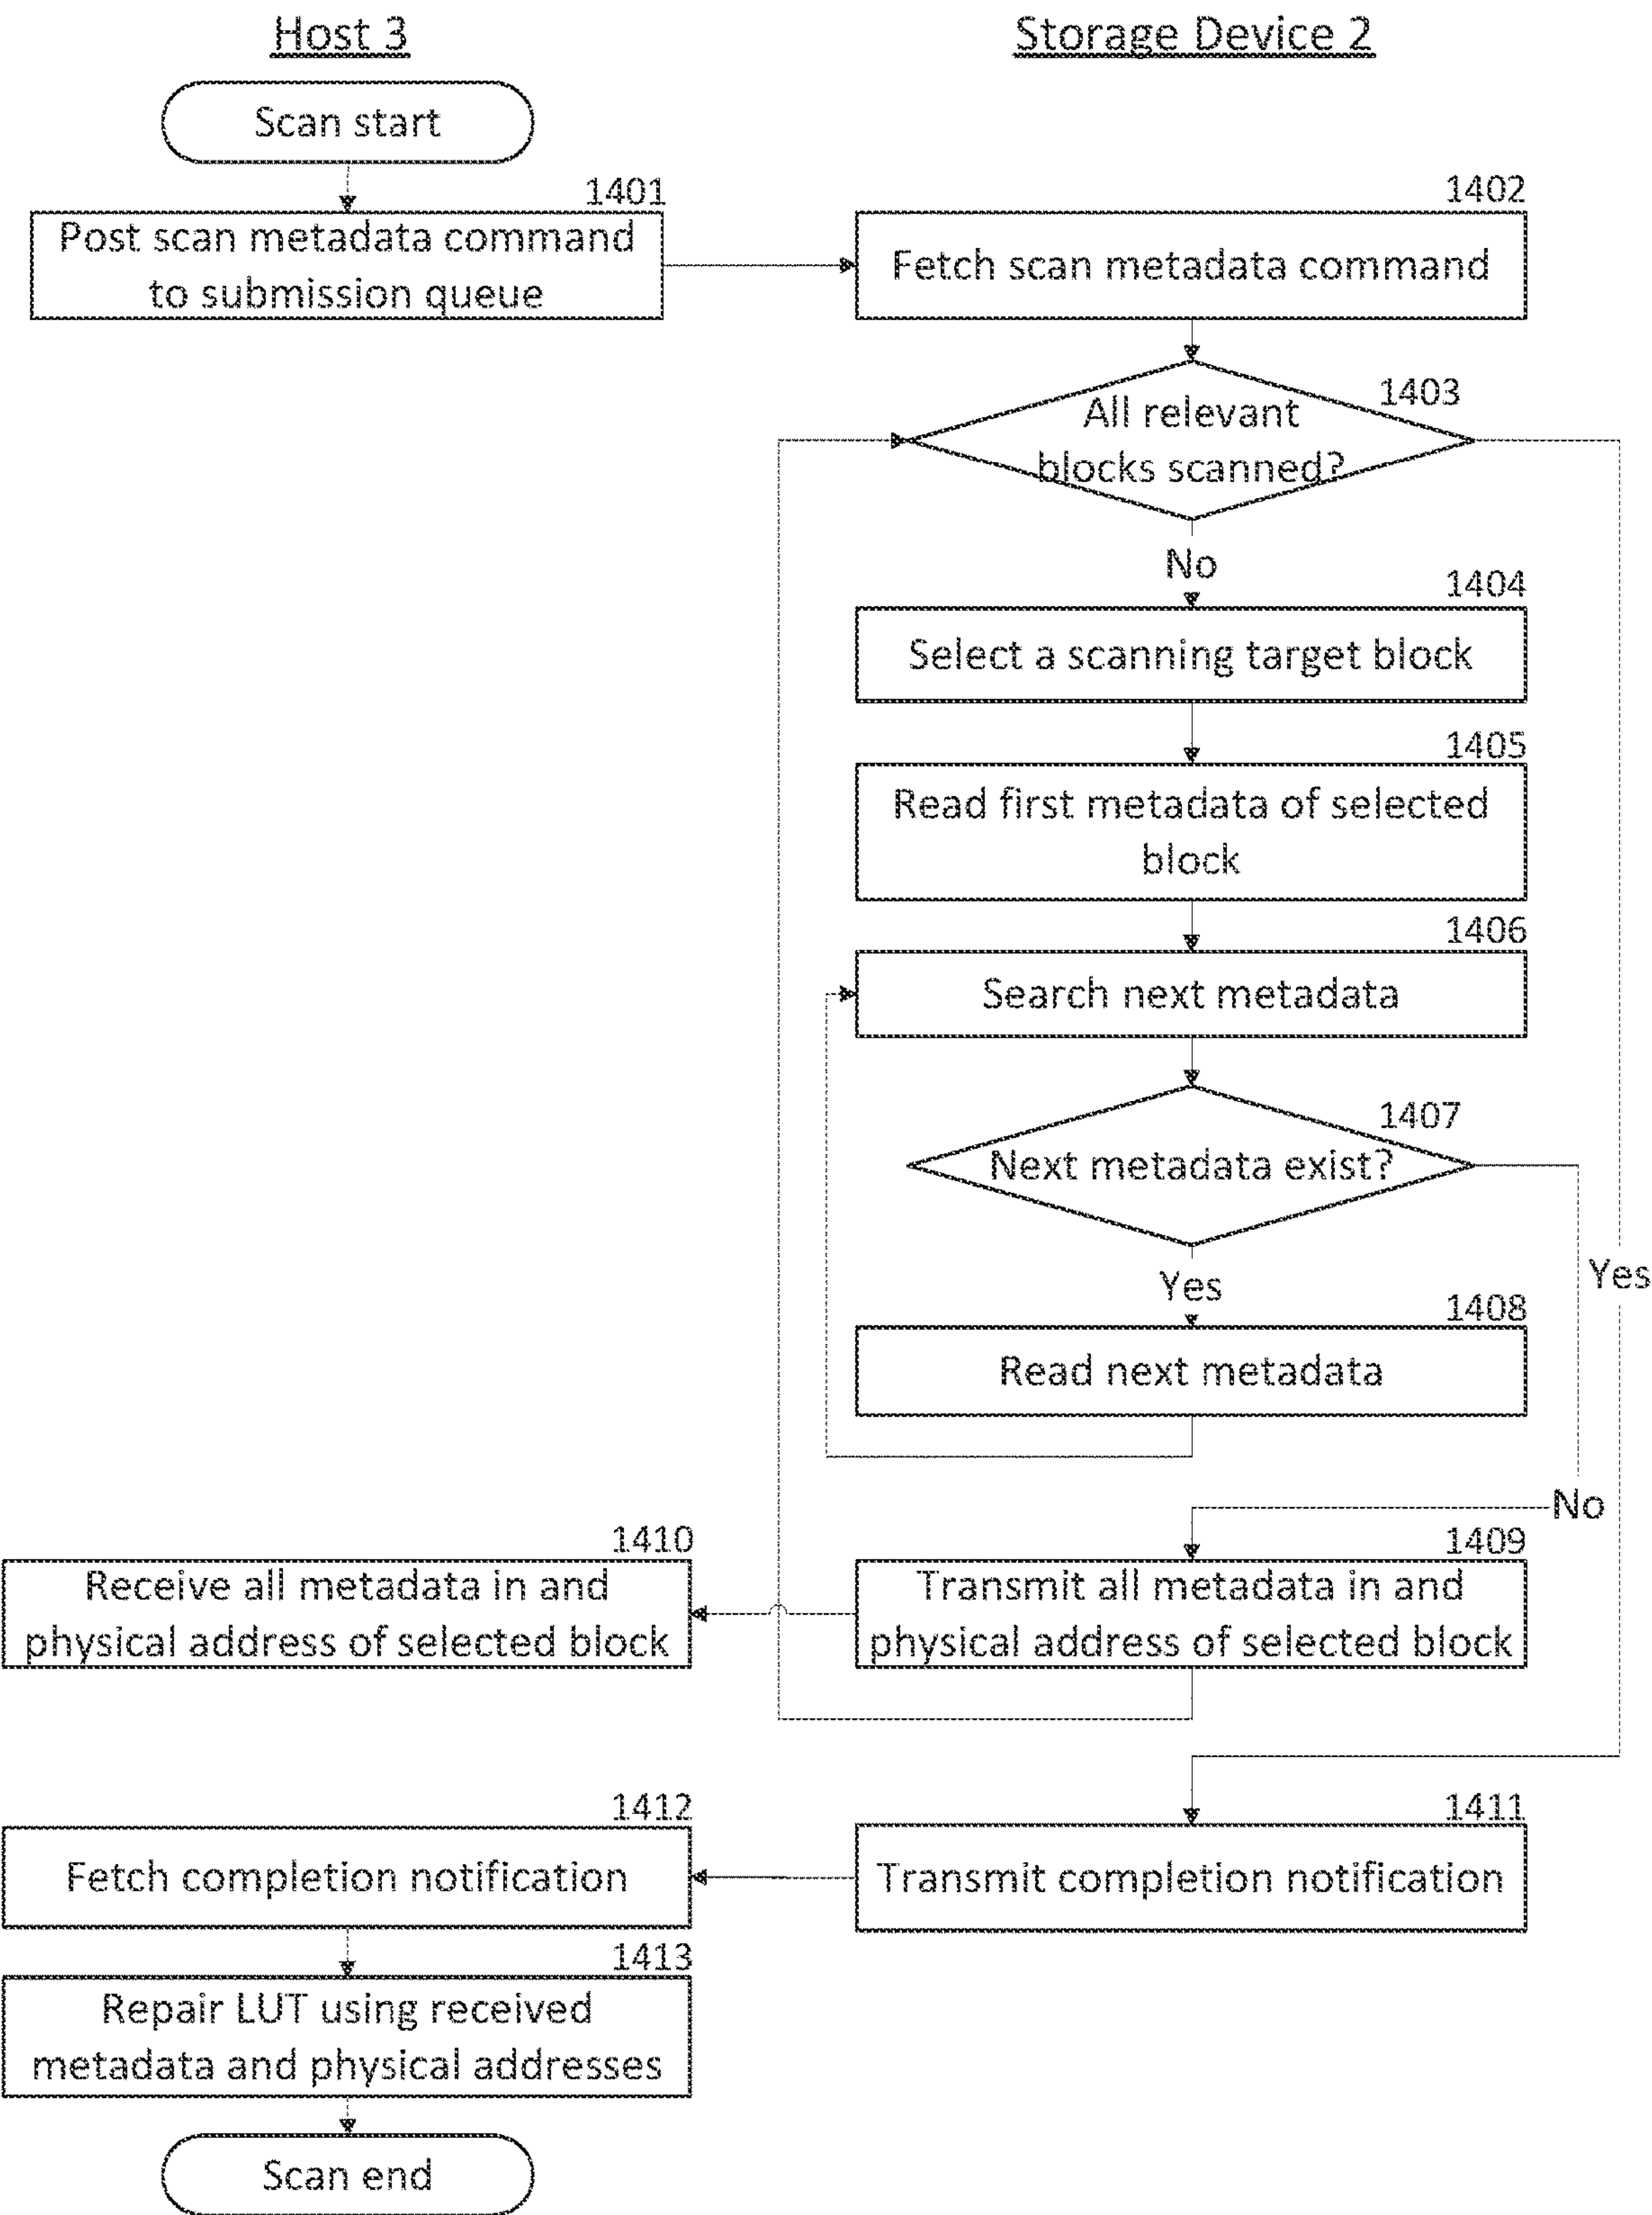 Host 3
Storage Device 2
Scan start
1401
Post scan metadata command
to submission queue
1402
Fetch scan metadata command
1403
All relevant
blocks scanned?
No
1404
Select a scanning target block
1405
Read first metadata of selected
block
1406
Search next metadata
1407
Next metadata exist?
Yes
Yes
1408
Read next metadata
No
1410
Receive all metadata in and
physical address of selected block
1409
Transmit all metadata in and
physical address of selected block
1412
Fetch completion notification
1411
Transmit completion notification
1413
Repair LUT using received
metadata and physical addresses
Scan end